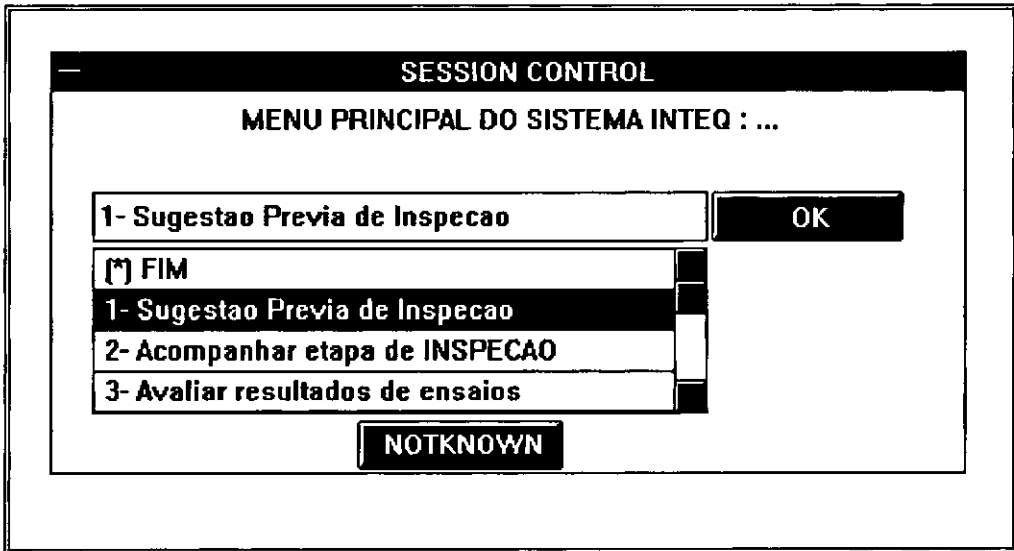 SESSION CONTROL
MENU PRINCIPAL DO SISTEMA INTEQ : ...
1- Sugestao Previa de Inspecao
OK
(*) FIM
1- Sugestao Previa de Inspecao
2- Acompanhar etapa de INSPECAO
3- Avaliar resultados de ensaios
NOTKNOWN